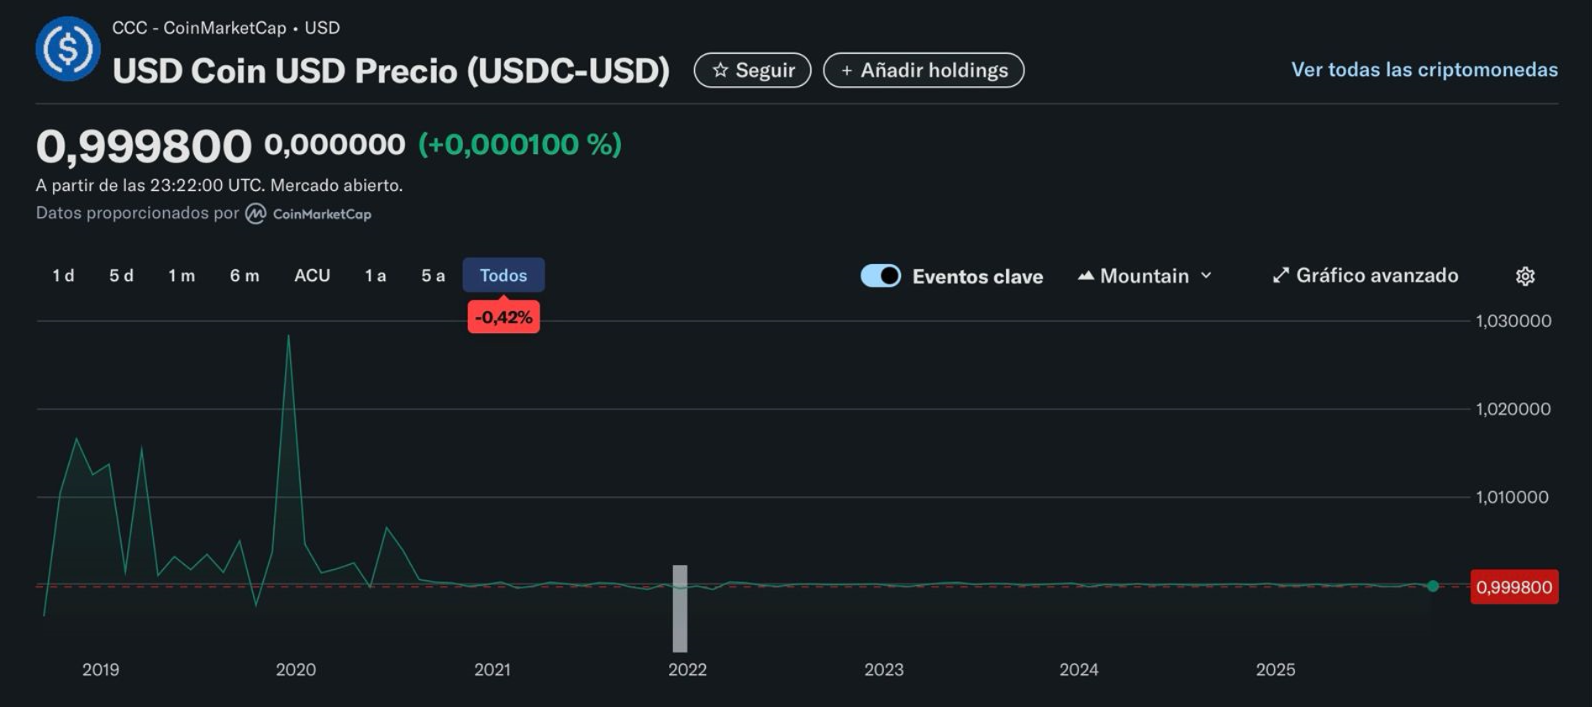 CCC - CoinMarketCap • USD
USD Coin USD Precio (USDC-USD)
☆ Seguir
+ Añadir holdings
Ver todas las criptomonedas
0,999800 0,000000 (+0,000100 %)
A partir de las 23:22:00 UTC. Mercado abierto.
Datos proporcionados por CoinMarketCap
1 d 5 d 1 m 6 m ACU 1 a 5 a Todos
Eventos clave Mountain Gráfico avanzado
-0,42%
1,030000
1,020000
1,010000
0,999800
2019 2020 2021 2022 2023 2024 2025